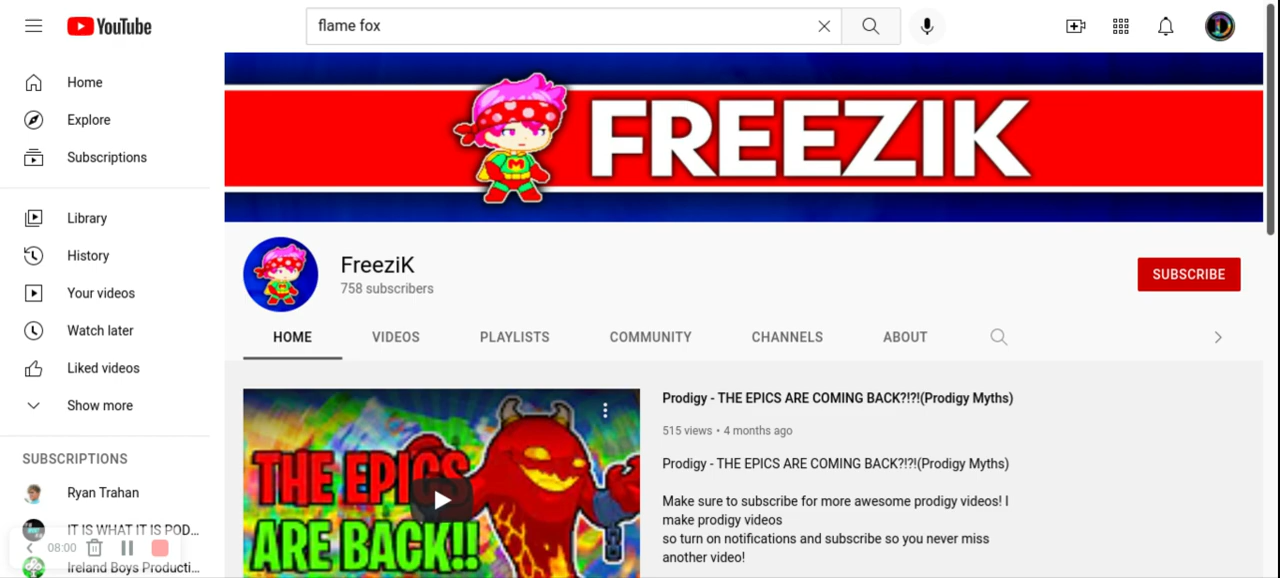 YouTube
flame fox
Home
Explore
Subscriptions
Library
History
Your videos
Watch later
Liked videos
Show more
SUBSCRIPTIONS
Ryan Trahan
IT IS WHAT IT IS POD...
Ireland Boys Producti...
08:00
FREEZIK
M
FreeziK
758 subscribers
SUBSCRIBE
HOME VIDEOS PLAYLISTS COMMUNITY CHANNELS ABOUT
THE EPICS
ARE BACK!!
Prodigy - THE EPICS ARE COMING BACK?!?!(Prodigy Myths)
515 views • 4 months ago
Prodigy - THE EPICS ARE COMING BACK?!?!(Prodigy Myths)
Make sure to subscribe for more awesome prodigy videos! I
make prodigy videos
so turn on notifications and subscribe so you never miss
another video!